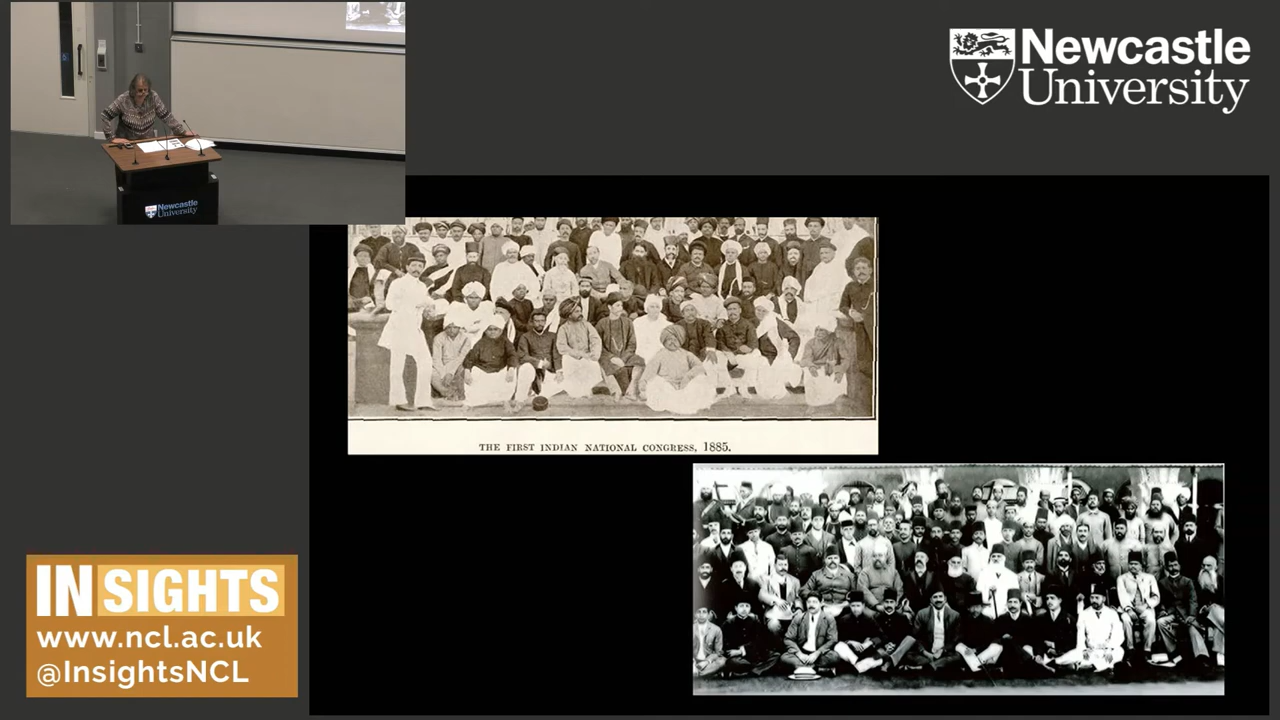 Newcastle
University
Newcastle
University
THE FIRST INDIAN NATIONAL CONGRESS, 1885.
INSIGHTS
www.ncl.ac.uk
@InsightsNCL